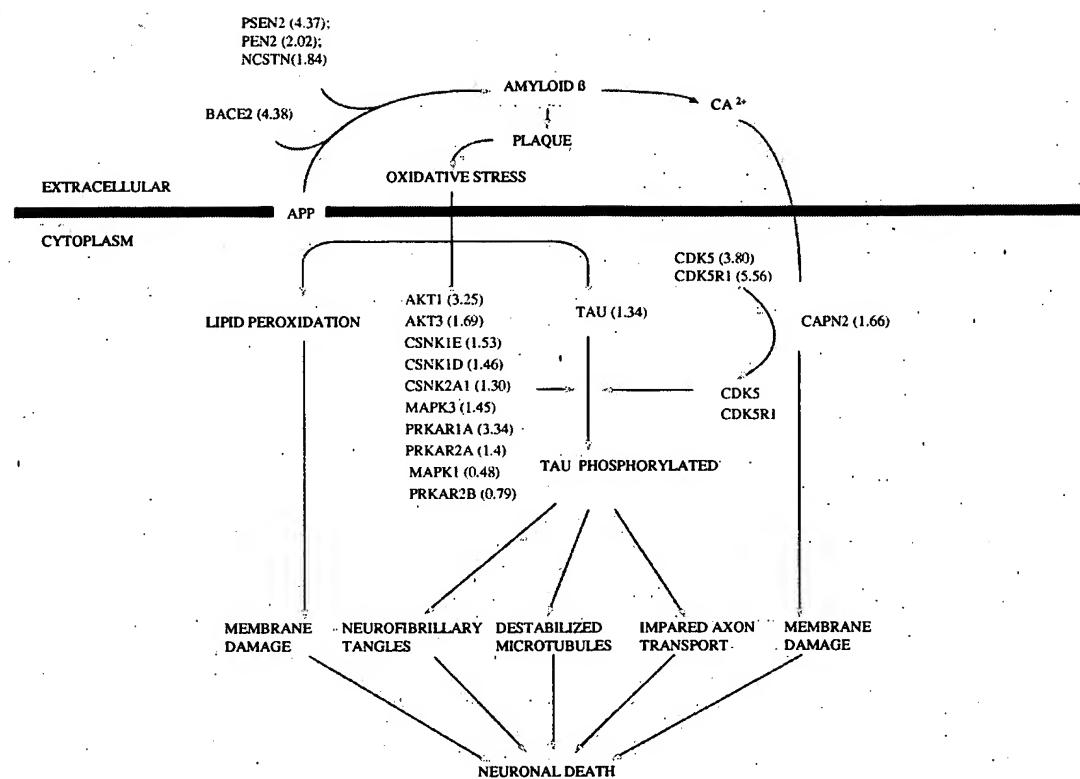 PSEN2 (4.37);
PEN2 (2.02);
NCSTN(1.84)
BACE2 (4.38)
AMYLOID ß
CA 2+
PLAQUE
OXIDATIVE STRESS
EXTRACELLULAR
APP
CYTOPLASM
CDK5 (3.80)
CDK5R1 (5.56)
LIPID PEROXIDATION
AKT1 (3.25)
AKT3 (1.69)
CSNK1E (1.53)
CSNK1D (1.46)
CSNK2A1 (1.30)
MAPK3 (1.45)
PRKAR1A (3.34)
PRKAR2A (1.4)
MAPK1 (0.48)
PRKAR2B (0.79)
TAU (1.34)
CAPN2 (1.66)
CDK5
CDK5R1
TAU PHOSPHORYLATED
MEMBRANE
DAMAGE
NEUROFIBRILLARY
TANGLES
DESTABILIZED
MICROTUBULES
IMPARED AXON
TRANSPORT
MEMBRANE
DAMAGE
NEURONAL DEATH